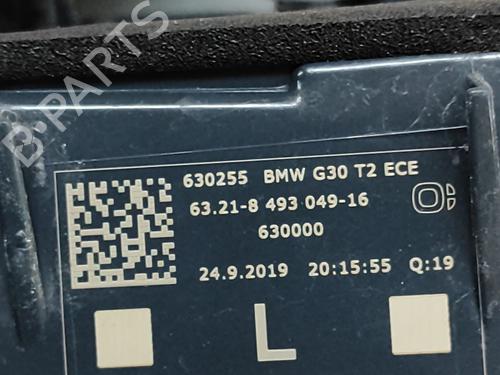 B-PARTS
630255 BMW G30 T2 ECE
63.21-8 493 049-16
630000
24.9.2019 20:15:55 Q:19
L